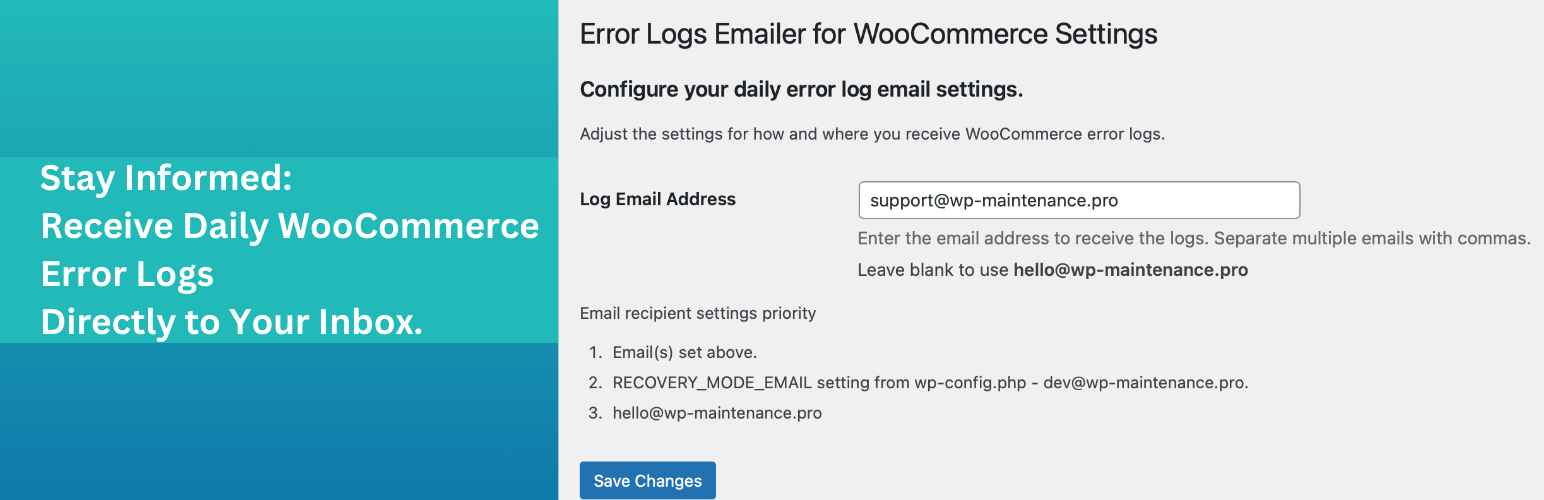 Stay Informed:
Receive Daily WooCommerce
Error Logs
Directly to Your Inbox.
Error Logs Emailer for WooCommerce Settings
Configure your daily error log email settings.
Adjust the settings for how and where you receive WooCommerce error logs.
Log Email Address
support@wp-maintenance.pro
Enter the email address to receive the logs. Separate multiple emails with commas.
Leave blank to use hello@wp-maintenance.pro
Email recipient settings priority
1. Email(s) set above.
2. RECOVERY_MODE_EMAIL setting from wp-config.php - dev@wp-maintenance.pro.
3. hello@wp-maintenance.pro
Save Changes